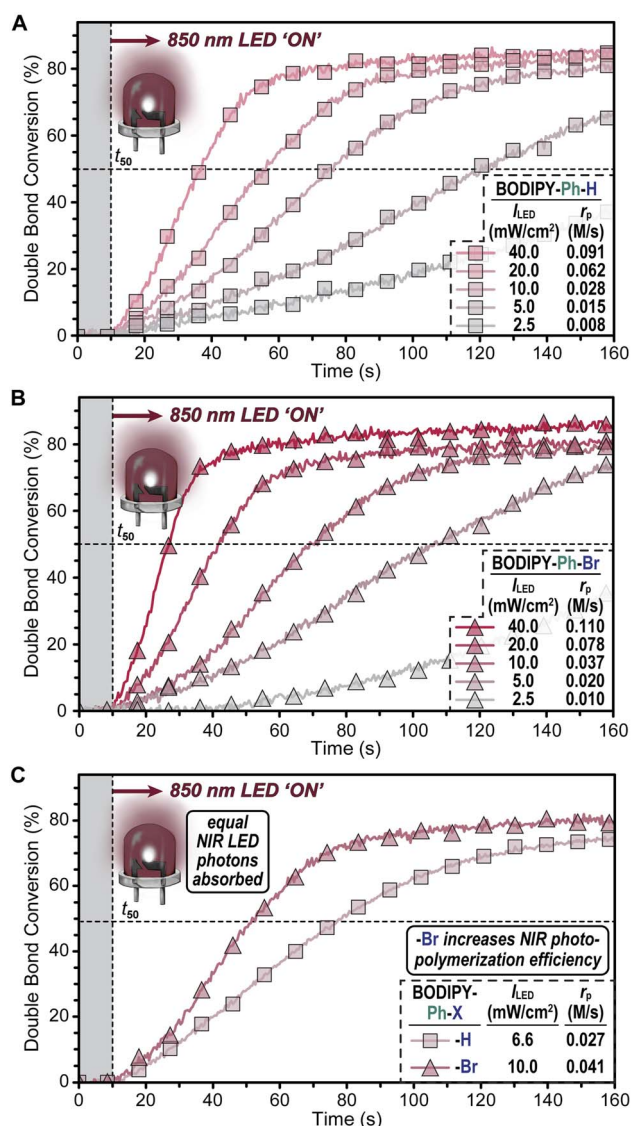 A
850 nm LED ‘ON’
Double Bond Conversion (%)
80
60
40
20
0
t50
BODIPY-Ph-H
ILED (mW/cm2) rp (M/s)
40.0 0.091
20.0 0.062
10.0 0.028
5.0 0.015
2.5 0.008
0 20 40 60 80 100 120 140 160
Time (s)
B
850 nm LED ‘ON’
Double Bond Conversion (%)
80
60
40
20
0
t50
BODIPY-Ph-Br
ILED (mW/cm2) rp (M/s)
40.0 0.110
20.0 0.078
10.0 0.037
5.0 0.020
2.5 0.010
0 20 40 60 80 100 120 140 160
Time (s)
C
850 nm LED ‘ON’
equal
NIR LED
photons
absorbed
Double Bond Conversion (%)
80
60
40
20
0
t50
-Br increases NIR photo-
polymerization efficiency
BODIPY-
Ph-X
ILED (mW/cm2) rp (M/s)
-H 6.6 0.027
-Br 10.0 0.041
0 20 40 60 80 100 120 140 160
Time (s)